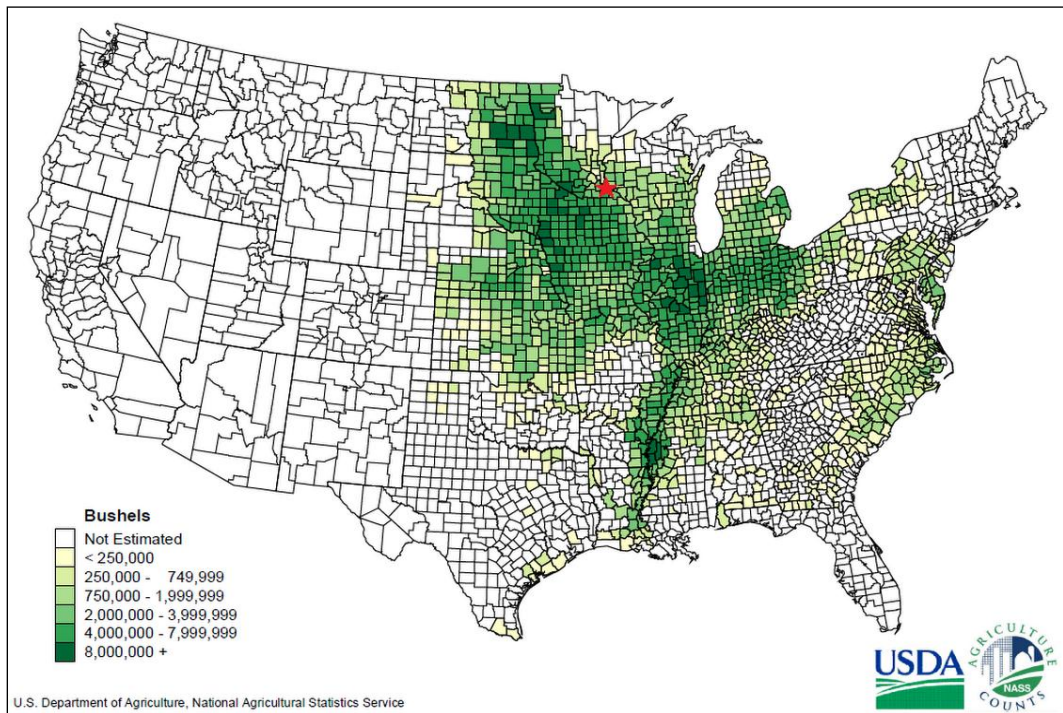 Bushels
Not Estimated
< 250,000
250,000 - 749,999
750,000 - 1,999,999
2,000,000 - 3,999,999
4,000,000 - 7,999,999
8,000,000 +
U.S. Department of Agriculture, National Agricultural Statistics Service
USDA
AGRICULTURE
NASS
COUNTS